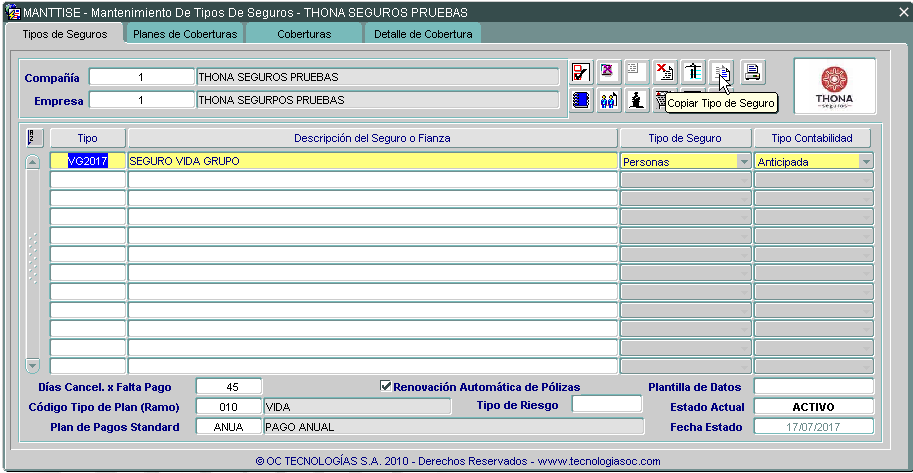 MANTTISE - Mantenimiento De Tipos De Seguros - THONA SEGUROS PRUEBAS
Tipos de Seguros Planes de Coberturas Coberturas Detalle de Cobertura
Compañía 1 THONA SEGUROS PRUEBAS
Empresa 1 THONA SEGURPOS PRUEBAS
Copiar Tipo de Seguro
THONA
seguros
Tipo Descripción del Seguro o Fianza Tipo de Seguro Tipo Contabilidad
VG2017 SEGURO VIDA GRUPO Personas Anticipada
Días Cancel. x Falta Pago 45 Renovación Automática de Pólizas Plantilla de Datos
Código Tipo de Plan (Ramo) 010 VIDA Tipo de Riesgo Estado Actual ACTIVO
Plan de Pagos Standard ANUA PAGO ANUAL Fecha Estado 17/07/2017
© OC TECNOLOGÍAS S.A. 2010 - Derechos Reservados - www.tecnologiasoc.com